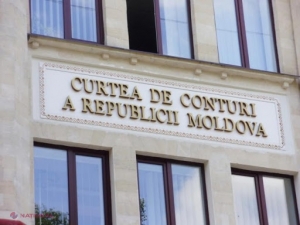 CURTEA DE CONTURI
A REPUBLICII MOLDOVA